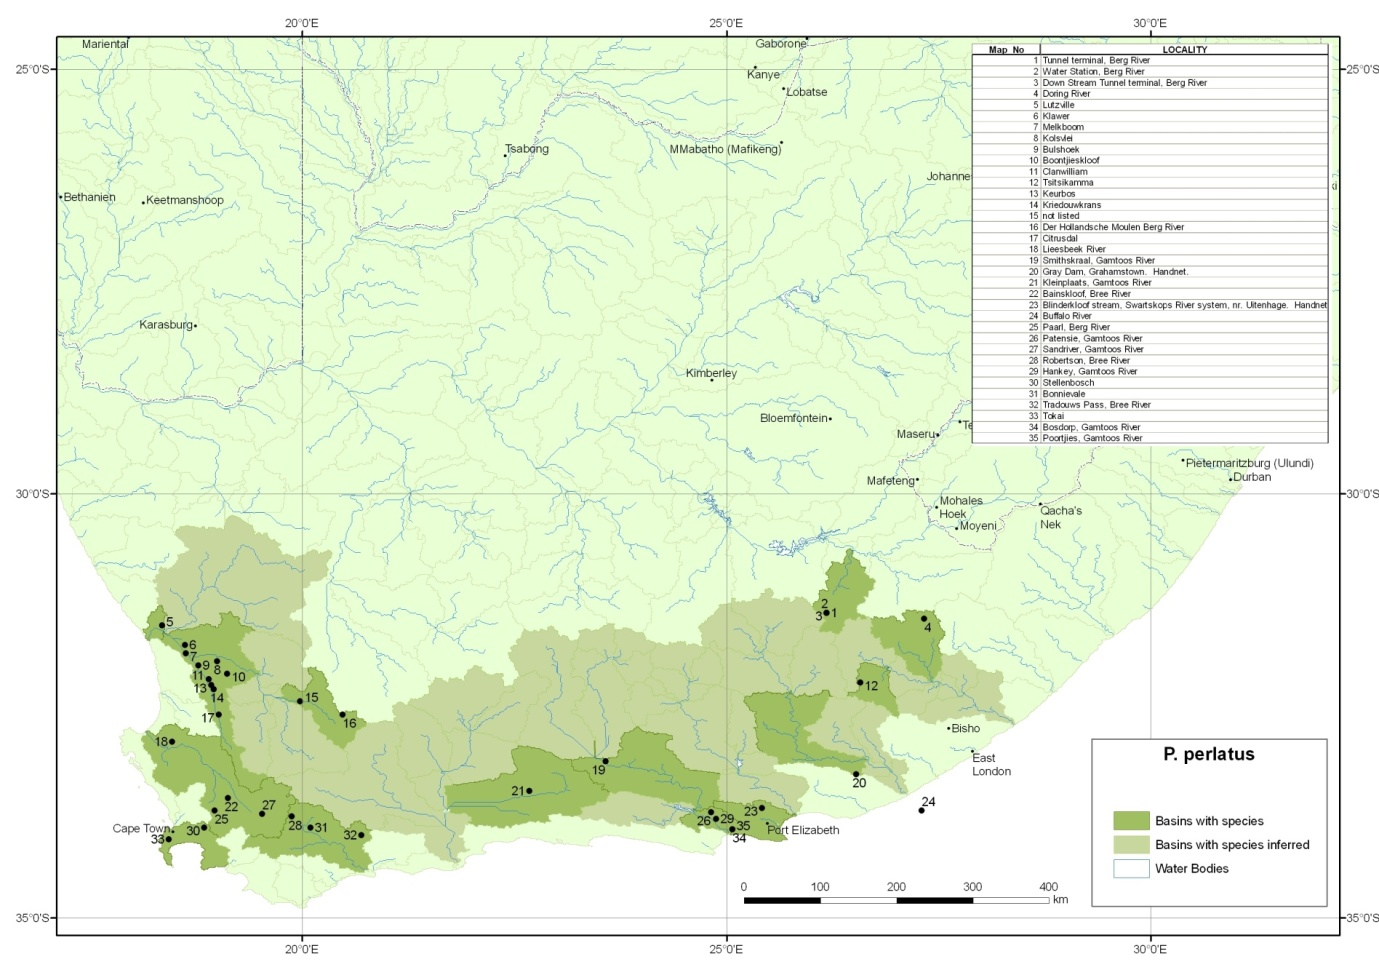 20°0'E 25°0'E 30°0'E
Mariental
Gaborone
25°0'S
25°0'S
Kanye
Lobatse
Tsabong
MMabatho (Mafikeng)
Johanne
d
Bethanien
Keetmanshoop
Karasburg
Kimberley
Bloemfontein
Maseru
Te
Mafeteng
Pietermaritzburg (Ulundi)
Durban
30°0'S
30°0'S
Mohales
Hoek
Qacha's
Nek
Moyeni
Map No LOCALITY
1 Tunnel terminal, Berg River
2 Water Station, Berg River
3 Down Stream Tunnel terminal, Berg River
4 Doring River
5 Lutzville
6 Klawer
7 Melkboom
8 Kolsvlei
9 Bulshoek
10 Boontjieskloof
11 Clanwilliam
12 Tsitsikamma
13 Keurbos
14 Kriedouwkrans
15 not listed
16 Der Hollandsche Moulen Berg River
17 Citrusdal
18 Lieesbeek River
19 Smithskraal, Gamtoos River
20 Gray Dam, Grahamstown. Handnet.
21 Kleinplaats, Gamtoos River
22 Bainskloof, Bree River
23 Blinderkloof stream, Swartskops River system, nr. Uitenhage. Handnet
24 Buffalo River
25 Paarl, Berg River
26 Patensie, Gamtoos River
27 Sandriver, Gamtoos River
28 Robertson, Bree River
29 Hankey, Gamtoos River
30 Stellenbosch
31 Bonnievale
32 Tradouws Pass, Bree River
33 Tokai
34 Bosdorp, Gamtoos River
35 Poortjies, Gamtoos River
2
3 1
4
5
6
7
9 8
11 10
13
14
12
15
16
17
18
Bisho
East
London
19
20
21
24
22 27
25
23
26 29 35
34
Port Elizabeth
Cape Town
30
28 31
32
33
P. perlatus
Basins with species
Basins with species inferred
Water Bodies
0 100 200 300 400
km
35°0'S
35°0'S
20°0'E 25°0'E 30°0'E